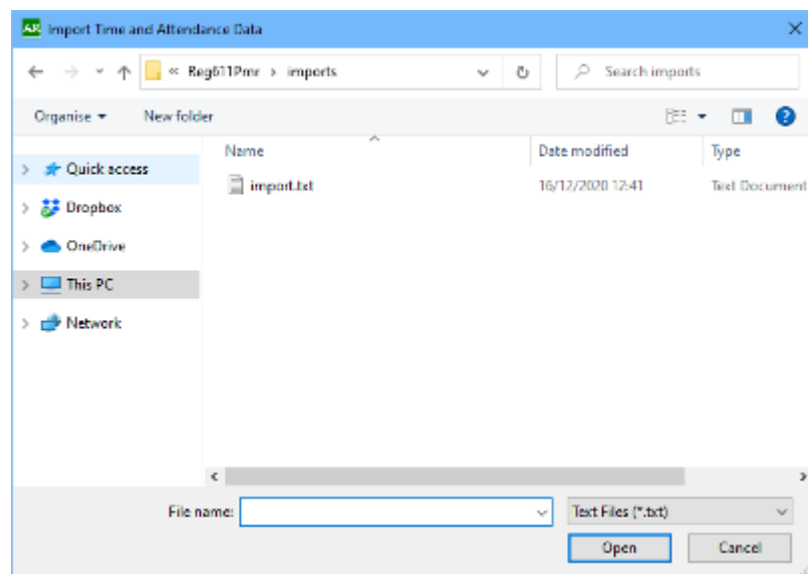 Import Time and Attendance Data
« Reg611Pmr > imports
Search imports
Organise
New folder
Name Date modified Type
import.txt 16/12/2020 12:41 Text Document
Quick access
Dropbox
OneDrive
This PC
Network
File name: Text Files (*.txt)
Open Cancel